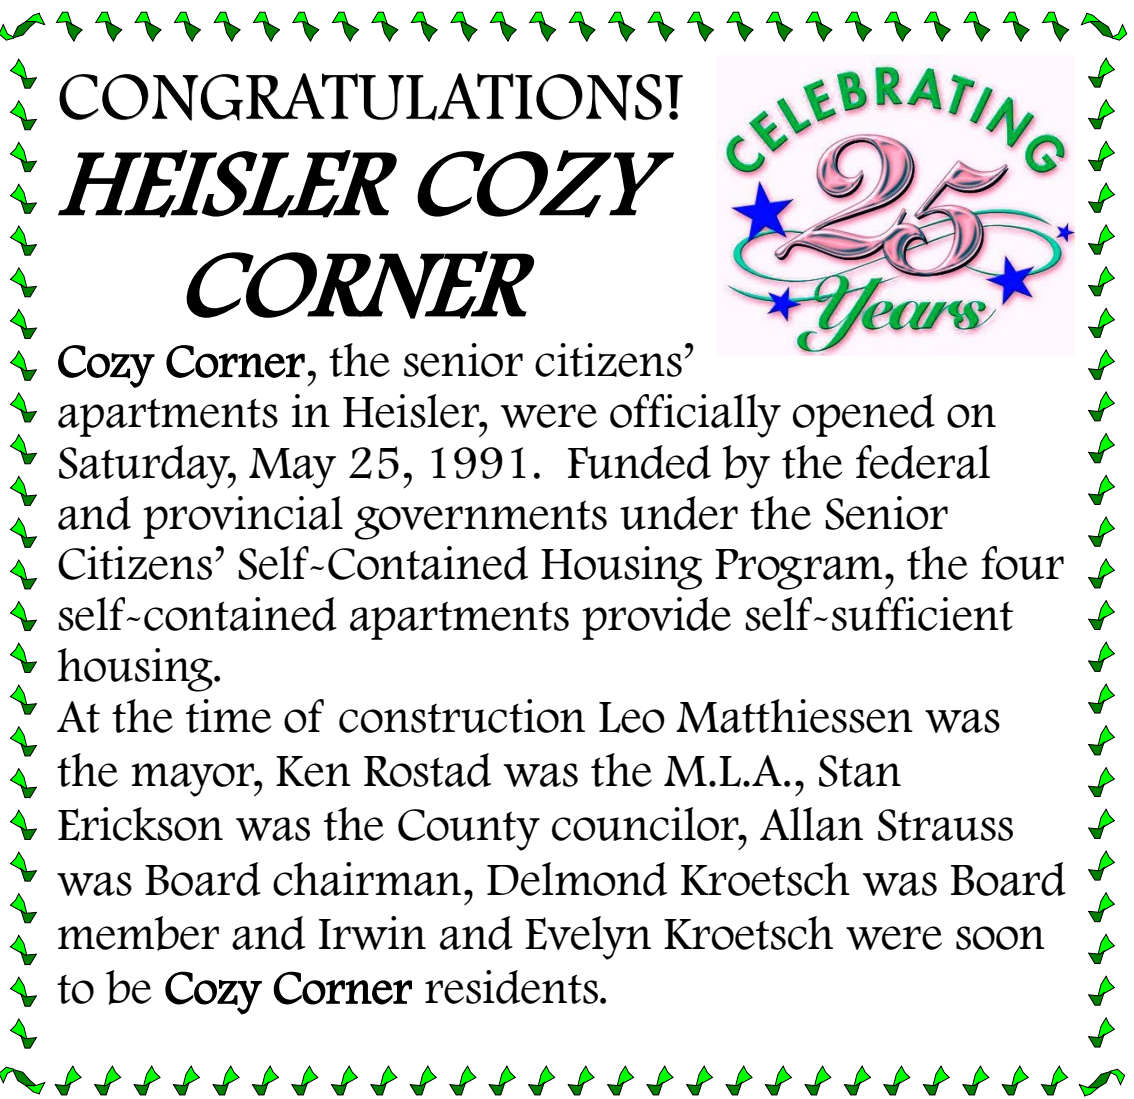 CONGRATULATIONS!
HEISLER COZY
CORNER
CELEBRATING
25
Years
Cozy Corner, the senior citizens’
apartments in Heisler, were officially opened on
Saturday, May 25, 1991.  Funded by the federal
and provincial governments under the Senior
Citizens’ Self-Contained Housing Program, the four
self-contained apartments provide self-sufficient
housing.
At the time of construction Leo Matthiessen was
the mayor, Ken Rostad was the M.L.A., Stan
Erickson was the County councilor, Allan Strauss
was Board chairman, Delmond Kroetsch was Board
member and Irwin and Evelyn Kroetsch were soon
to be Cozy Corner residents.